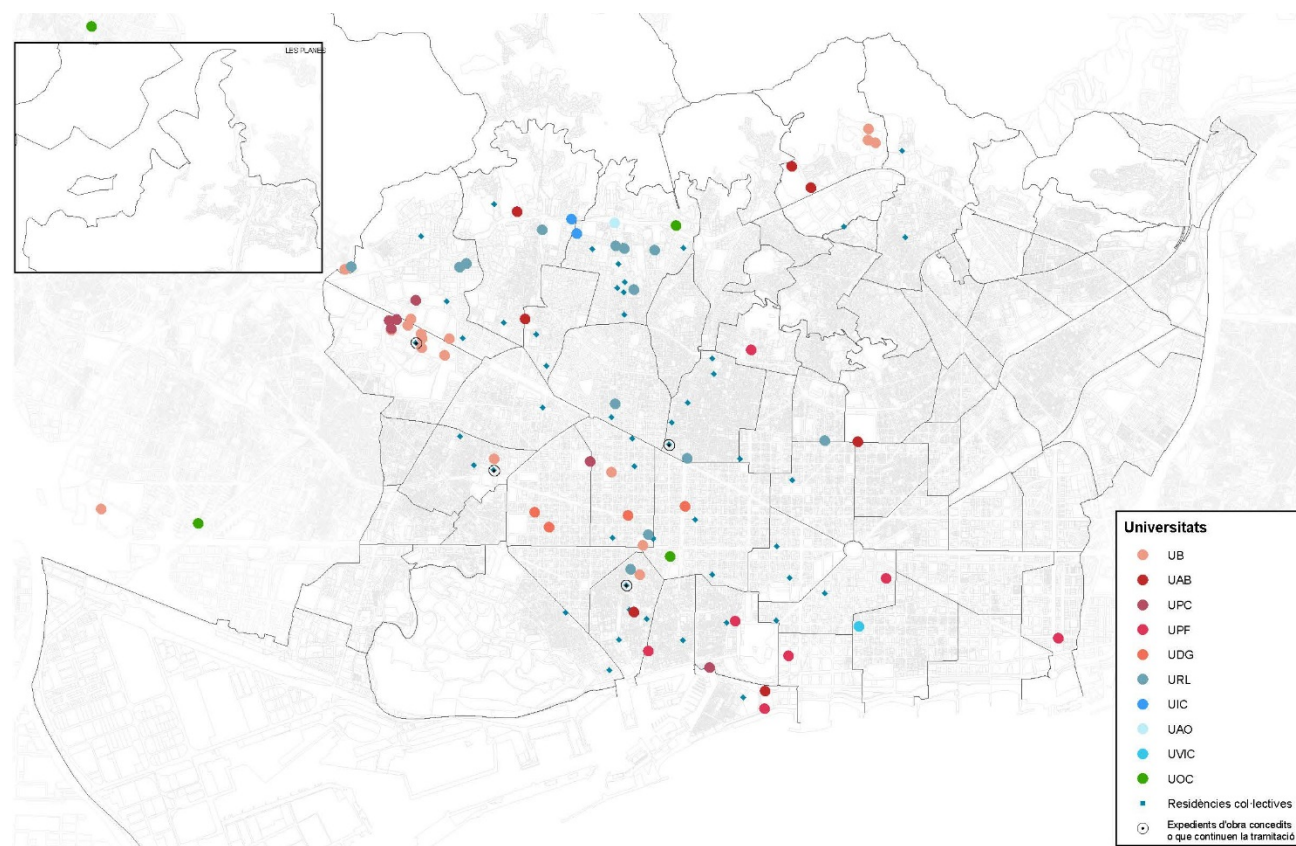 LES PLANES
Universitats
UB
UAB
UPC
UPF
UDG
URL
UIC
UAO
UVIC
UOC
Residències col·lectives
Expedients d'obra concedits
o que continuen la tramitació